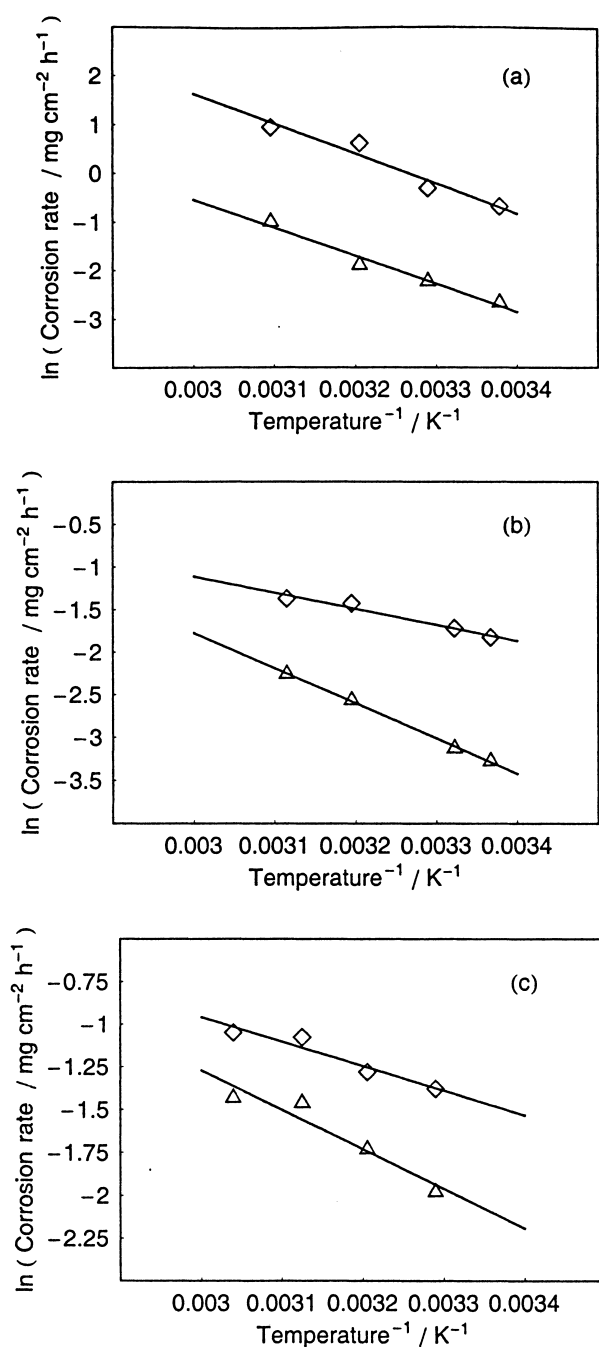 (a)
ln ( Corrosion rate / mg cm⁻² h⁻¹ )
2
1
0
−1
−2
−3
0.003 0.0031 0.0032 0.0033 0.0034
Temperature⁻¹ / K⁻¹
(b)
ln ( Corrosion rate / mg cm⁻² h⁻¹ )
−0.5
−1
−1.5
−2
−2.5
−3
−3.5
0.003 0.0031 0.0032 0.0033 0.0034
Temperature⁻¹ / K⁻¹
(c)
ln ( Corrosion rate / mg cm⁻² h⁻¹ )
−0.75
−1
−1.25
−1.5
−1.75
−2
−2.25
0.003 0.0031 0.0032 0.0033 0.0034
Temperature⁻¹ / K⁻¹